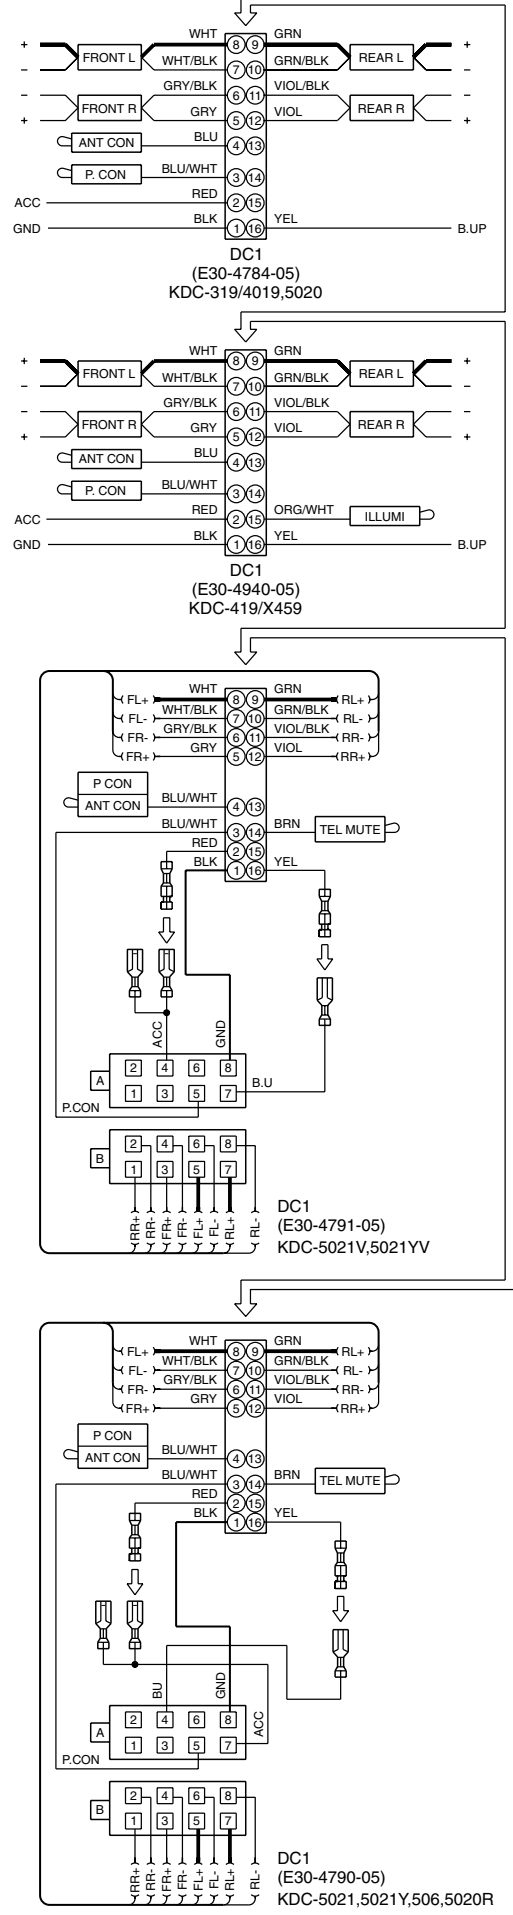 WHT 8 9 GRN
+ FRONT L REAR L +
- WHT/BLK 7 10 GRN/BLK -
- GRY/BLK 6 11 VIOL/BLK -
FRONT R REAR R
+ GRY 5 12 VIOL +
ANT CON BLU 4 13
P. CON BLU/WHT 3 14
ACC RED 2 15
GND BLK 1 16 YEL B.UP
DC1
(E30-4784-05)
KDC-319/4019,5020
WHT 8 9 GRN
+ FRONT L REAR L +
- WHT/BLK 7 10 GRN/BLK -
- GRY/BLK 6 11 VIOL/BLK -
FRONT R REAR R
+ GRY 5 12 VIOL +
ANT CON BLU 4 13
P. CON BLU/WHT 3 14
ACC RED 2 15 ORG/WHT ILLUMI
GND BLK 1 16 YEL B.UP
DC1
(E30-4940-05)
KDC-419/X459
FL+ WHT 8 9 GRN RL+
FL- WHT/BLK 7 10 GRN/BLK RL-
FR- GRY/BLK 6 11 VIOL/BLK RR-
FR+ GRY 5 12 VIOL RR+
P CON
ANT CON BLU/WHT 4 13
BLU/WHT 3 14 BRN TEL MUTE
RED 2 15
BLK 1 16 YEL
ACC GND
A 2 4 6 8
1 3 5 7 B.U
P.CON
B 2 4 6 8
1 3 5 7
RR+ RR- FR+ FR- FL+ FL- RL+ RL-
DC1
(E30-4791-05)
KDC-5021V,5021YV
FL+ WHT 8 9 GRN RL+
FL- WHT/BLK 7 10 GRN/BLK RL-
FR- GRY/BLK 6 11 VIOL/BLK RR-
FR+ GRY 5 12 VIOL RR+
P CON
ANT CON BLU/WHT 4 13
BLU/WHT 3 14 BRN TEL MUTE
RED 2 15
BLK 1 16 YEL
BU GND ACC
A 2 4 6 8
1 3 5 7
P.CON
B 2 4 6 8
1 3 5 7
RR+ RR- FR+ FR- FL+ FL- RL+ RL-
DC1
(E30-4790-05)
KDC-5021,5021Y,506,5020R